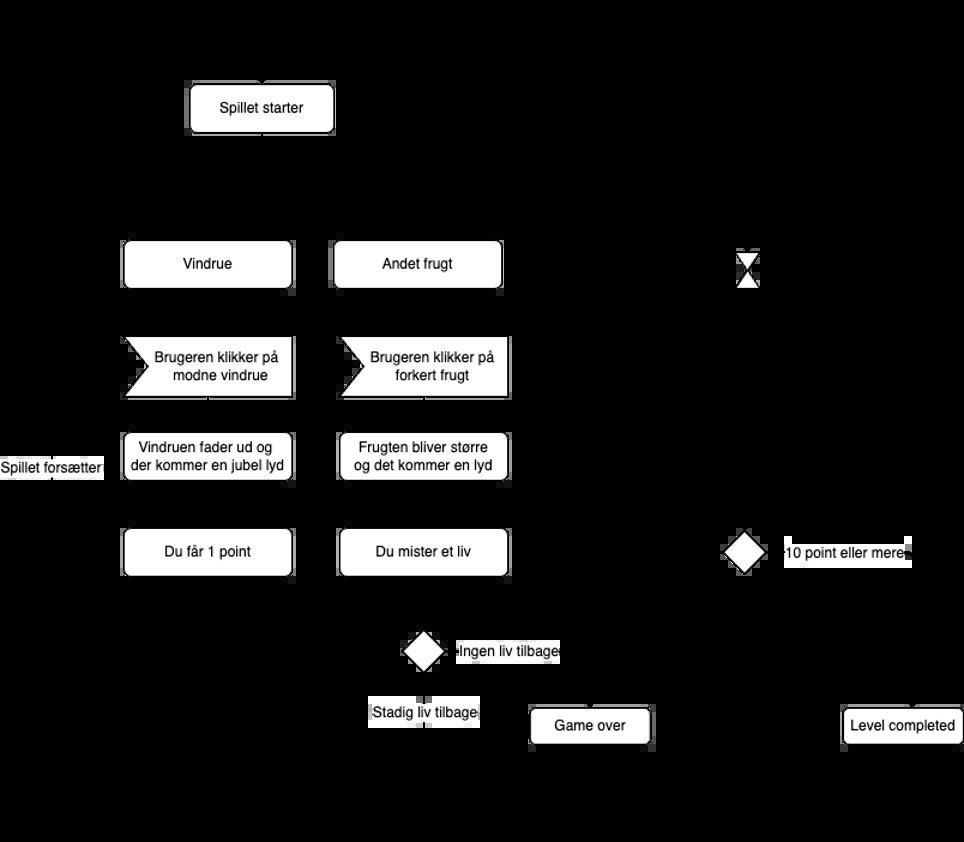 Spillet starter
Vindrue
Andet frugt
Brugeren klikker på
modne vindrue
Brugeren klikker på
forkert frugt
Spillet forsætter
Vindruen fader ud og
der kommer en jubel lyd
Frugten bliver større
og det kommer en lyd
Du får 1 point
Du mister et liv
10 point eller mere
Ingen liv tilbage
Stadig liv tilbage
Game over
Level completed